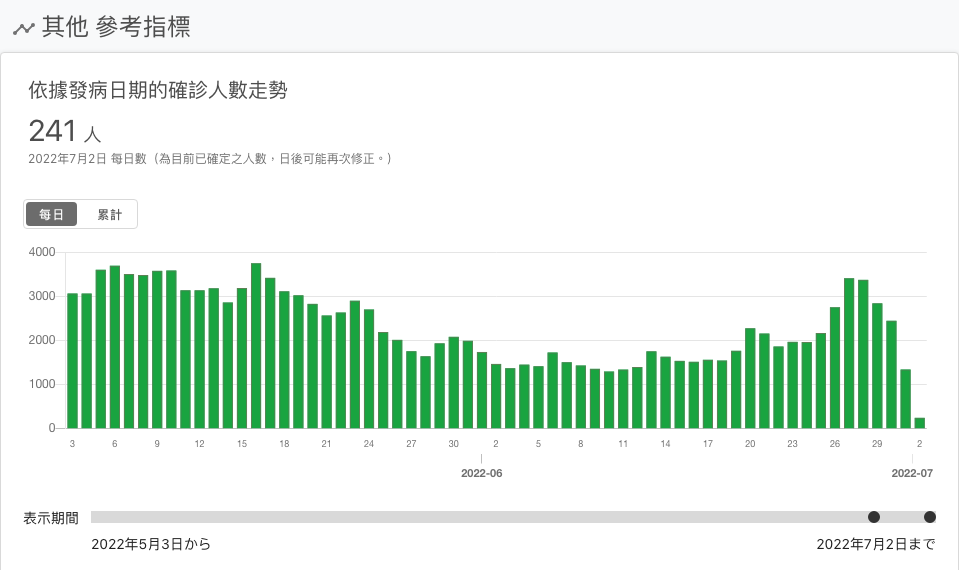 其他 參考指標
依據發病日期的確診人數走勢
241 人
2022年7月2日 每日數（為目前已確定之人數，日後可能再次修正。）
每日 累計
4000
3000
2000
1000
0
3 6 9 12 15 18 21 24 27 30 2 5 8 11 14 17 20 23 26 29 2
2022-06 2022-07
表示期間
2022年5月3日から 2022年7月2日まで